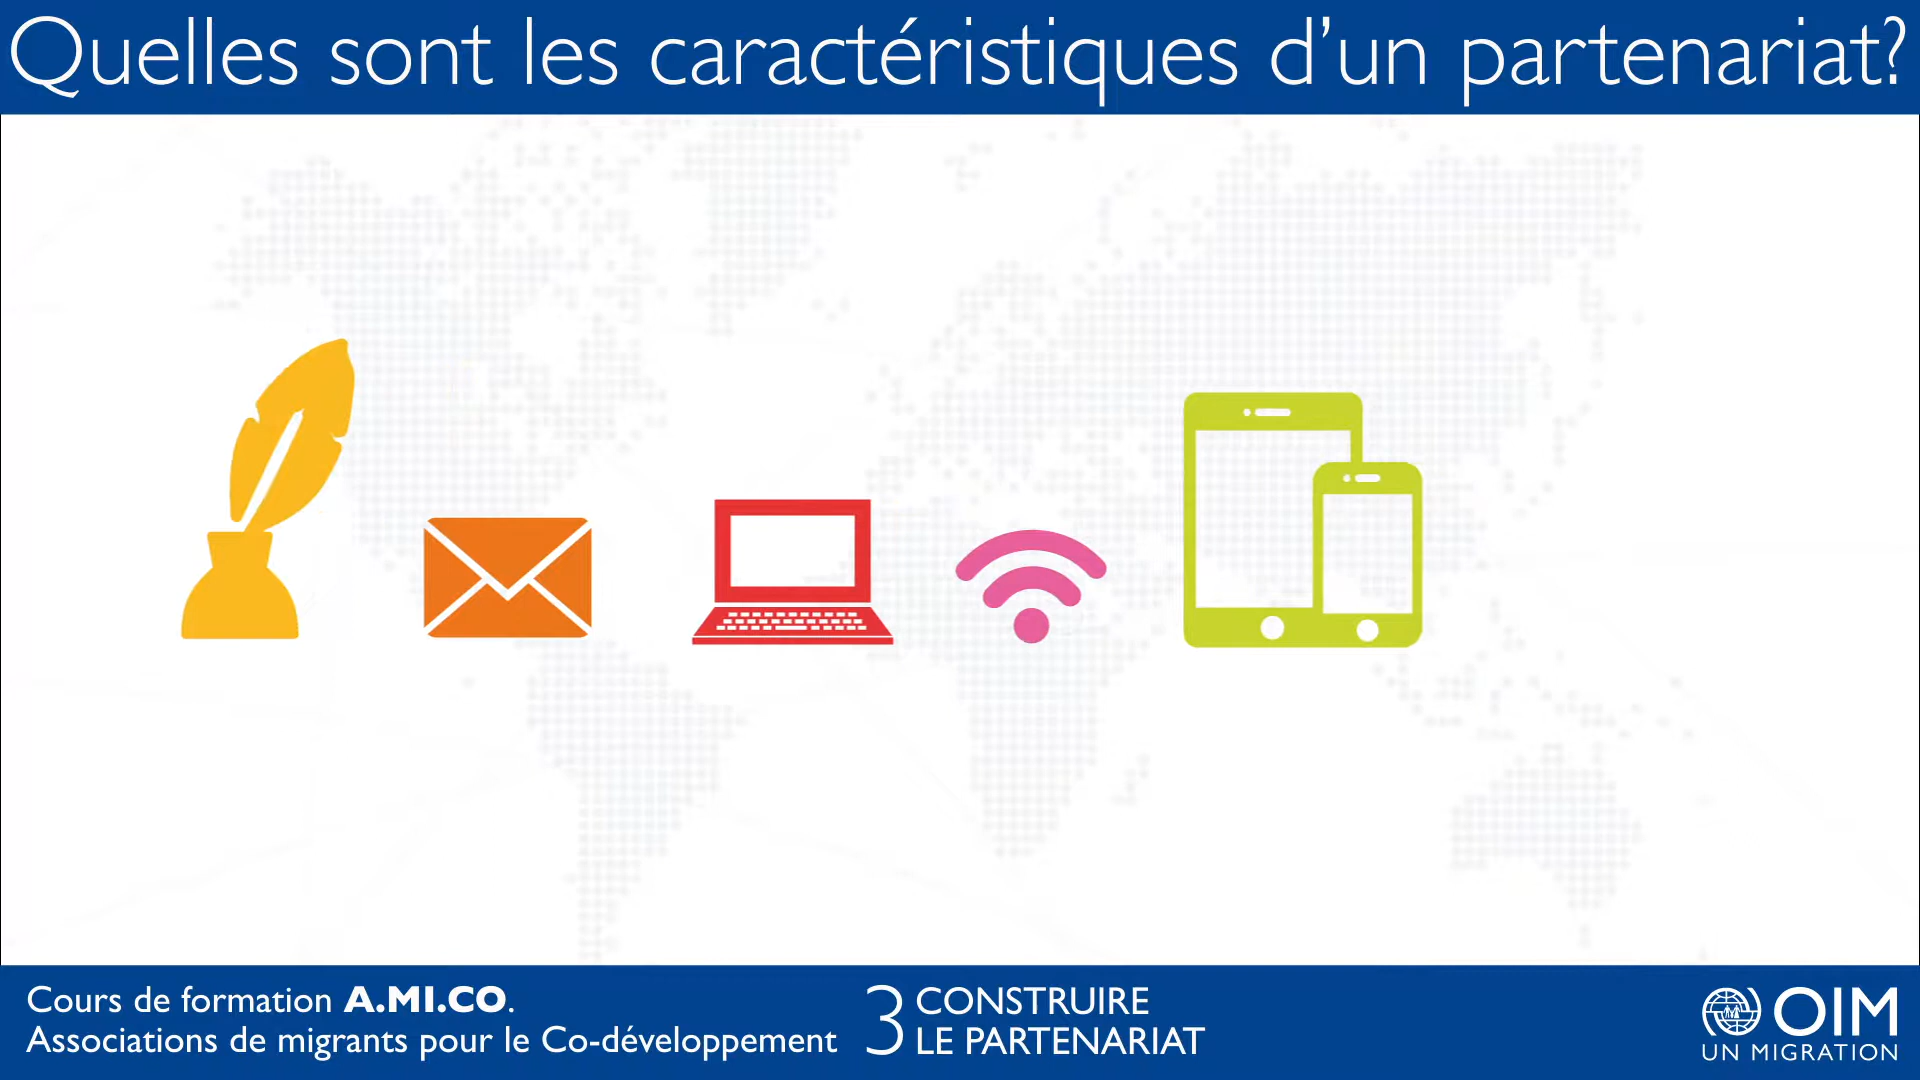 Quelles sont les caractéristiques d’un partenariat?
Cours de formation A.MI.CO.
Associations de migrants pour le Co-développement
3 CONSTRUIRE
LE PARTENARIAT
OIM
UN MIGRATION